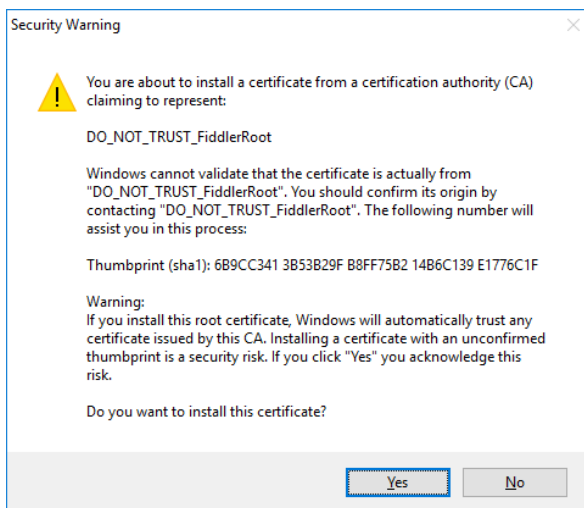 Security Warning
You are about to install a certificate from a certification authority (CA)
claiming to represent:
DO_NOT_TRUST_FiddlerRoot
Windows cannot validate that the certificate is actually from
"DO_NOT_TRUST_FiddlerRoot". You should confirm its origin by
contacting "DO_NOT_TRUST_FiddlerRoot". The following number will
assist you in this process:
Thumbprint (sha1): 6B9CC341 3B53B29F B8FF75B2 14B6C139 E1776C1F
Warning:
If you install this root certificate, Windows will automatically trust any
certificate issued by this CA. Installing a certificate with an unconfirmed
thumbprint is a security risk. If you click "Yes" you acknowledge this
risk.
Do you want to install this certificate?
Yes No